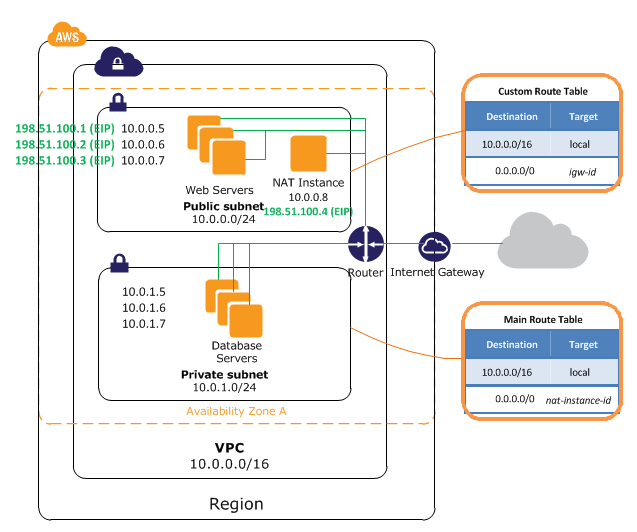 AWS
198.51.100.1 (EIP) 10.0.0.5
198.51.100.2 (EIP) 10.0.0.6
198.51.100.3 (EIP) 10.0.0.7
Web Servers
NAT Instance
10.0.0.8
198.51.100.4 (EIP)
Public subnet
10.0.0.0/24
Custom Route Table
Destination Target
10.0.0.0/16 local
0.0.0.0/0 igw-id
Router
Internet Gateway
10.0.1.5
10.0.1.6
10.0.1.7
Database
Servers
Private subnet
10.0.1.0/24
Availability Zone A
Main Route Table
Destination Target
10.0.0.0/16 local
0.0.0.0/0 nat-instance-id
VPC
10.0.0.0/16
Region